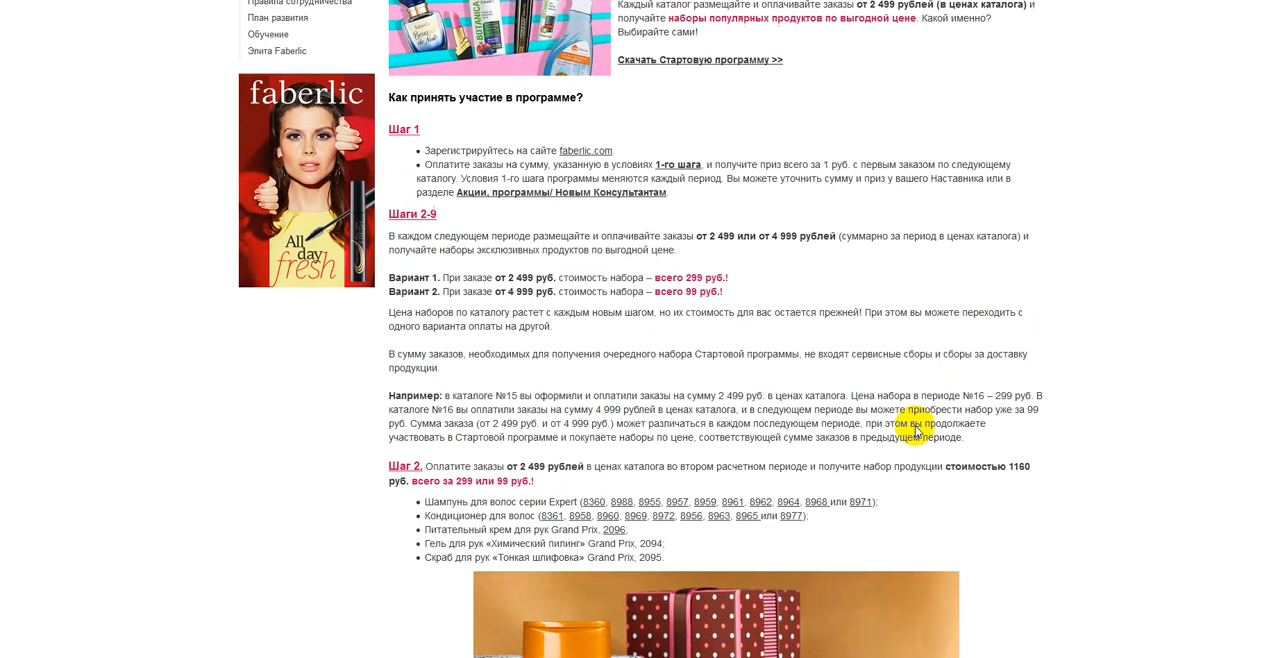 Правила сотрудничества
План развития
Обучение
Элита Faberlic
faberlic
All
day
fresh
Каждый каталог размещайте и оплачивайте заказы от 2 499 рублей (в ценах каталога) и
получайте наборы популярных продуктов по выгодной цене. Какой именно?
Выбирайте сами!
Скачать Стартовую программу >>
Как принять участие в программе?
Шаг 1
• Зарегистрируйтесь на сайте faberlic.com.
• Оплатите заказы на сумму, указанную в условиях 1-го шага, и получите приз всего за 1 руб. с первым заказом по следующему
каталогу. Условия 1-го шага программы меняются каждый период. Вы можете уточнить сумму и приз у вашего Наставника или в
разделе Акции, программы/ Новым Консультантам.
Шаги 2-9
В каждом следующем периоде размещайте и оплачивайте заказы от 2 499 или от 4 999 рублей (суммарно за период в ценах каталога) и
получайте наборы эксклюзивных продуктов по выгодной цене.
Вариант 1. При заказе от 2 499 руб. стоимость набора – всего 299 руб.!
Вариант 2. При заказе от 4 999 руб. стоимость набора – всего 99 руб.!
Цена наборов по каталогу растет с каждым новым шагом, но их стоимость для вас остается прежней! При этом вы можете переходить с
одного варианта оплаты на другой.
В сумму заказов, необходимых для получения очередного набора Стартовой программы, не входят сервисные сборы и сборы за доставку
продукции.
Например: в каталоге №15 вы оформили и оплатили заказы на сумму 2 499 руб. в ценах каталога. Цена набора в периоде №16 – 299 руб. В
каталоге №16 вы оплатили заказы на сумму 4 999 рублей в ценах каталога, и в следующем периоде вы можете приобрести набор уже за 99
руб. Сумма заказа (от 2 499 руб. и от 4 999 руб.) может различаться в каждом последующем периоде, при этом вы продолжаете
участвовать в Стартовой программе и покупаете наборы по цене, соответствующей сумме заказов в предыдущем периоде.
Шаг 2. Оплатите заказы от 2 499 рублей в ценах каталога во втором расчетном периоде и получите набор продукции стоимостью 1160
руб. всего за 299 или 99 руб.!
• Шампунь для волос серии Expert (8360, 8988, 8955, 8957, 8959, 8961, 8962, 8964, 8968 или 8971);
• Кондиционер для волос (8361, 8958, 8960, 8969, 8972, 8956, 8963, 8965 или 8977);
• Питательный крем для рук Grand Prix, 2096;
• Гель для рук «Химический пилинг» Grand Prix, 2094;
• Скраб для рук «Тонкая шлифовка» Grand Prix, 2095.